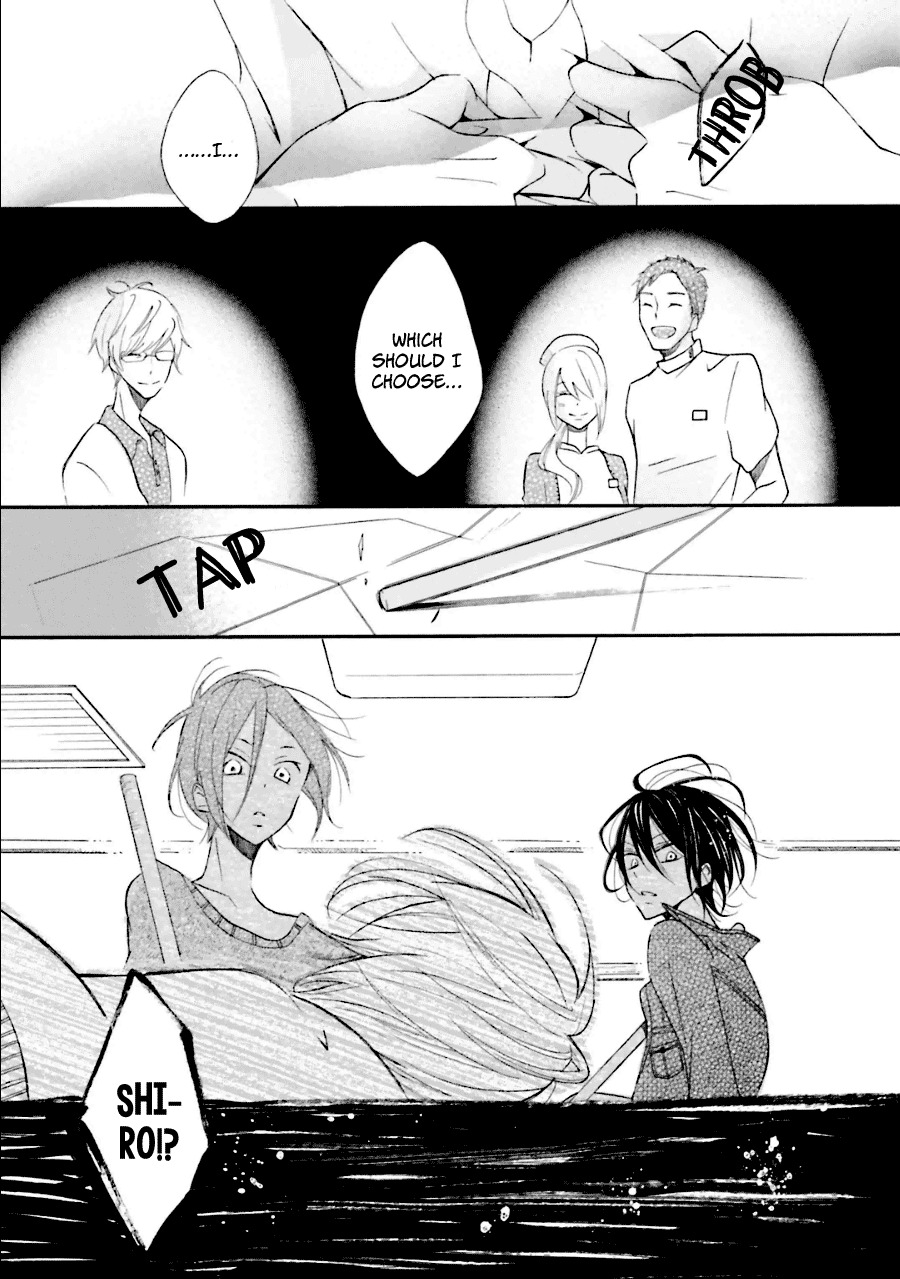 THROB
......I...
WHICH
SHOULD I
CHOOSE...
TAP
SHI-
RO!?